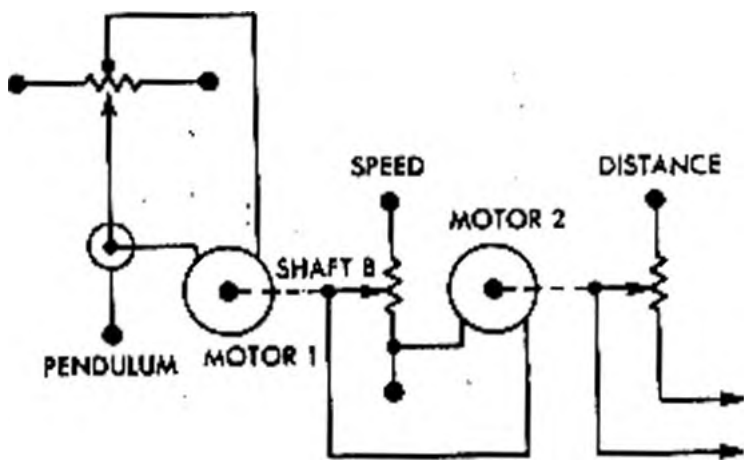 SPEED
DISTANCE
MOTOR 2
SHAFT B
MOTOR 1
PENDULUM